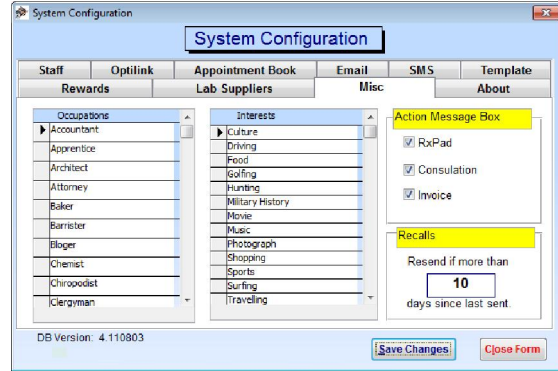 System Configuration
System Configuration
Staff Optilink Appointment Book Email SMS Template
Rewards Lab Suppliers Misc About
Occupations
Accountant
Apprentice
Architect
Attorney
Baker
Barrister
Bloger
Chemist
Chiropodist
Clergyman
Interests
Culture
Driving
Food
Golfing
Hunting
Military History
Movie
Music
Photograph
Shopping
Sports
Surfing
Travelling
Action Message Box
RxPad
Consulation
Invoice
Recalls
Resend if more than
10
days since last sent.
DB Version: 4.110803
Save Changes
Close Form